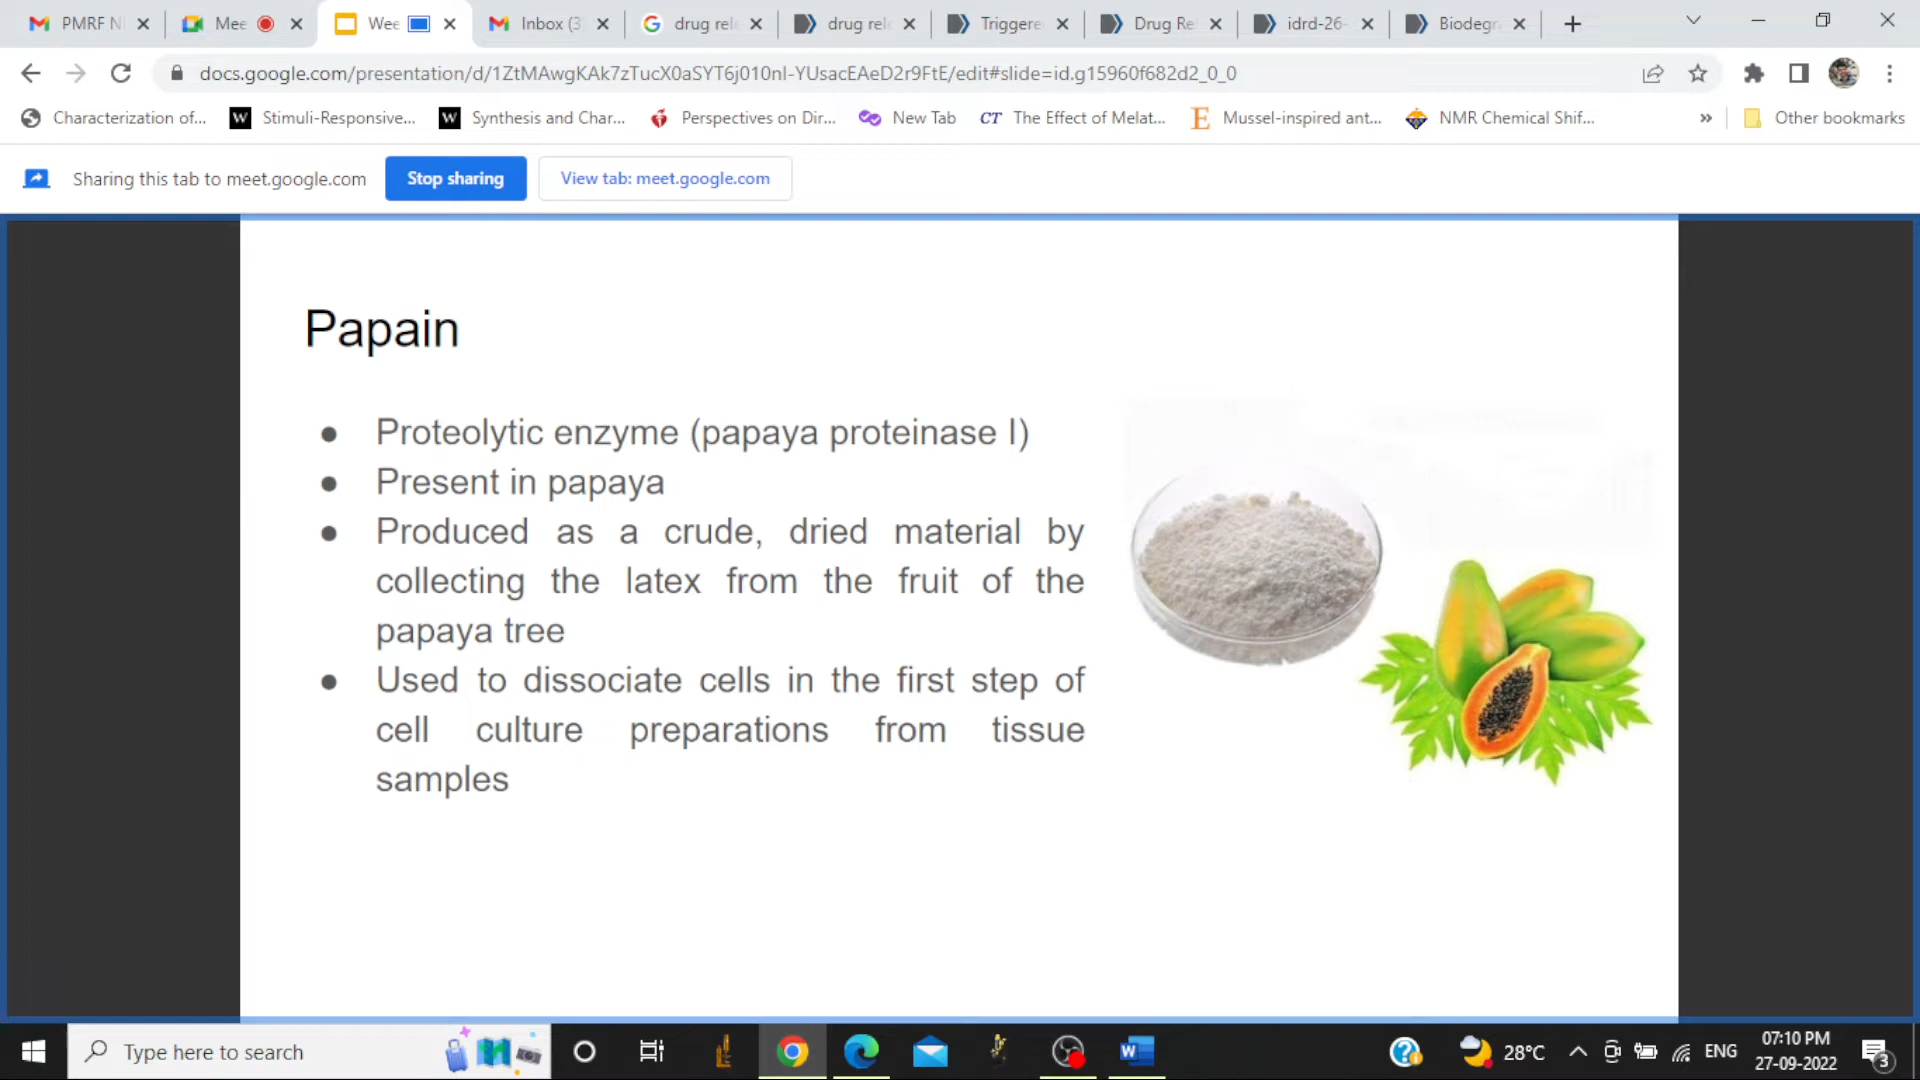 PMRF N
Mee
Wee
Inbox (3
drug rel
drug rel
Triggere
Drug Re
idrd-26-
Biodegr
docs.google.com/presentation/d/1ZtMAwgKAk7zTucX0aSYT6j010nl-YUsacEAeD2r9FtE/edit#slide=id.g15960f682d2_0_0
Characterization of...
W Stimuli-Responsive...
W Synthesis and Char...
Perspectives on Dir...
New Tab
CT The Effect of Melat...
E Mussel-inspired ant...
NMR Chemical Shif...
»
Other bookmarks
Sharing this tab to meet.google.com
Stop sharing
View tab: meet.google.com
Papain
● Proteolytic enzyme (papaya proteinase I)
● Present in papaya
● Produced as a crude, dried material by
collecting the latex from the fruit of the
papaya tree
● Used to dissociate cells in the first step of
cell culture preparations from tissue
samples
Type here to search
28°C
ENG
07:10 PM
27-09-2022
3